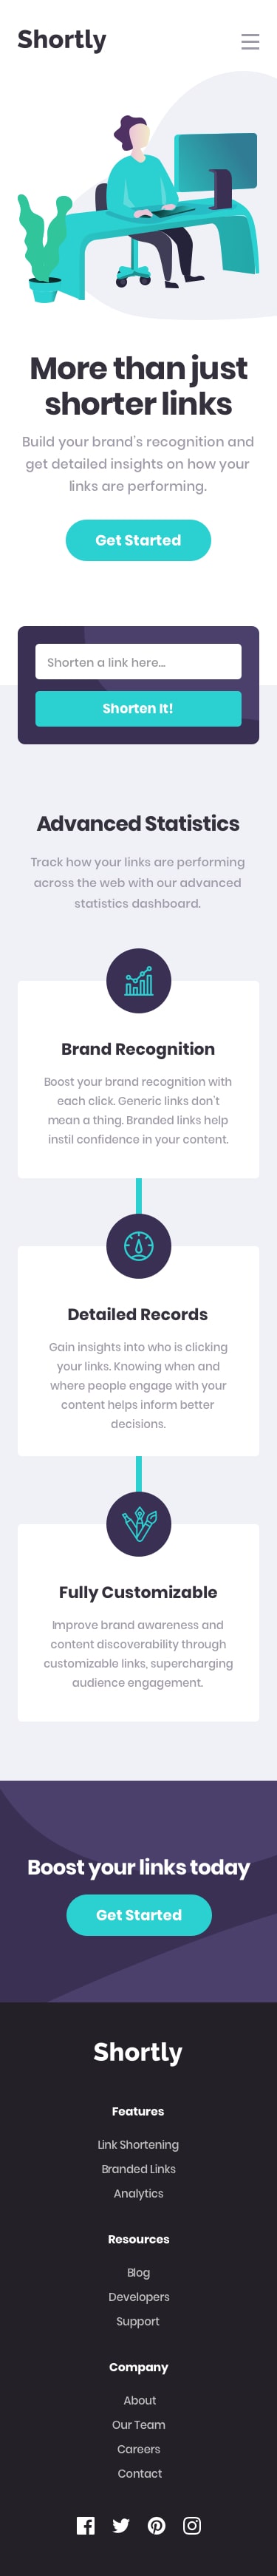 Shortly
More than just
shorter links
Build your brand's recognition and
get detailed insights on how your
links are performing.
Get Started
Shorten a link here...
Shorten It!
Advanced Statistics
Track how your links are performing
across the web with our advanced
statistics dashboard.
Brand Recognition
Boost your brand recognition with
each click. Generic links don't
mean a thing. Branded links help
instil confidence in your content.
Detailed Records
Gain insights into who is clicking
your links. Knowing when and
where people engage with your
content helps inform better
decisions.
Fully Customizable
Improve brand awareness and
content discoverability through
customizable links, supercharging
audience engagement.
Boost your links today
Get Started
Shortly
Features
Link Shortening
Branded Links
Analytics
Resources
Blog
Developers
Support
Company
About
Our Team
Careers
Contact